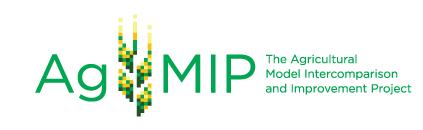 AgMIP
The Agricultural
Model Intercomparison
and Improvement Project